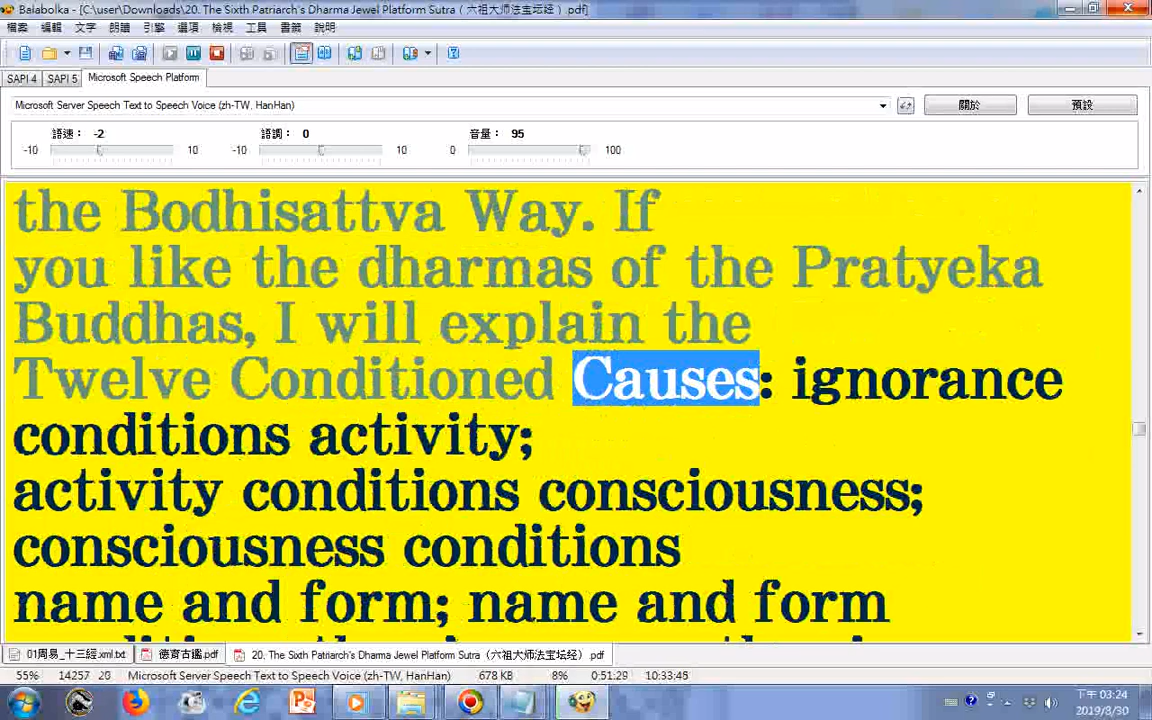 Balabolka - [C:\user\Downloads\20. The Sixth Patriarch's Dharma Jewel Platform Sutra（六祖大师法宝坛经）pdf]
檔案 編輯 文字 朗讀 引擎 選項 檢視 工具 書籤 說明
SAPI 4 SAPI 5 Microsoft Speech Platform
Microsoft Server Speech Text to Speech Voice (zh-TW, HanHan) 關於 預設
語速： -2 語調： 0 音量： 95
-10 10 -10 10 0 100
the Bodhisattva Way. If
you like the dharmas of the Pratyeka
Buddhas, I will explain the
Twelve Conditioned Causes: ignorance
conditions activity;
activity conditions consciousness;
consciousness conditions
name and form; name and form
01周易_十三經.xml.txt 德育古鑑.pdf 20. The Sixth Patriarch's Dharma Jewel Platform Sutra（六祖大师法宝坛经）.pdf
55% 14257 : 28 Microsoft Server Speech Text to Speech Voice (zh-TW, HanHan) 678 KB 8% 0:51:29 10:33:45
下午 03:24
2019/8/30